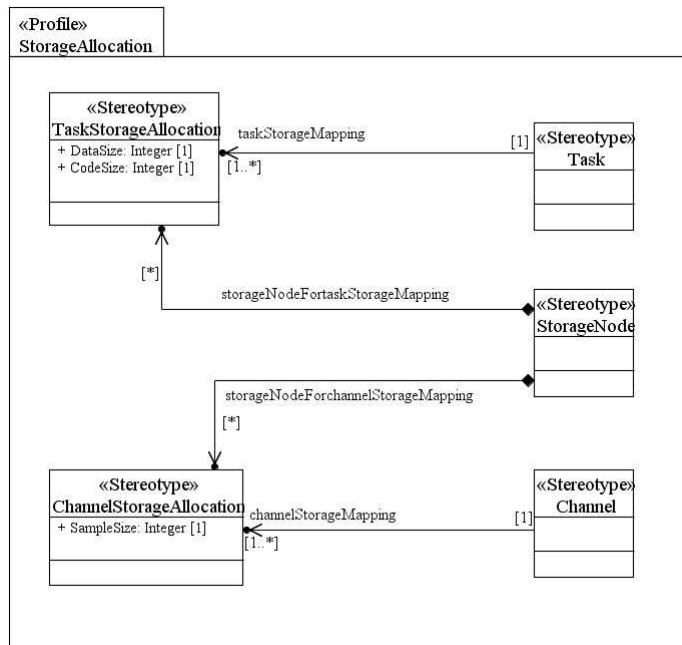 «Profile»
StorageAllocation
«Stereotype»
TaskStorageAllocation
+ DataSize: Integer [1]
+ CodeSize: Integer [1]
taskStorageMapping
[1]
[1..*]
«Stereotype»
Task
[*]
storageNodeFortaskStorageMapping
«Stereotype»
StorageNode
storageNodeForchannelStorageMapping
[*]
«Stereotype»
ChannelStorageAllocation
+ SampleSize: Integer [1]
channelStorageMapping
[1]
[1..*]
«Stereotype»
Channel